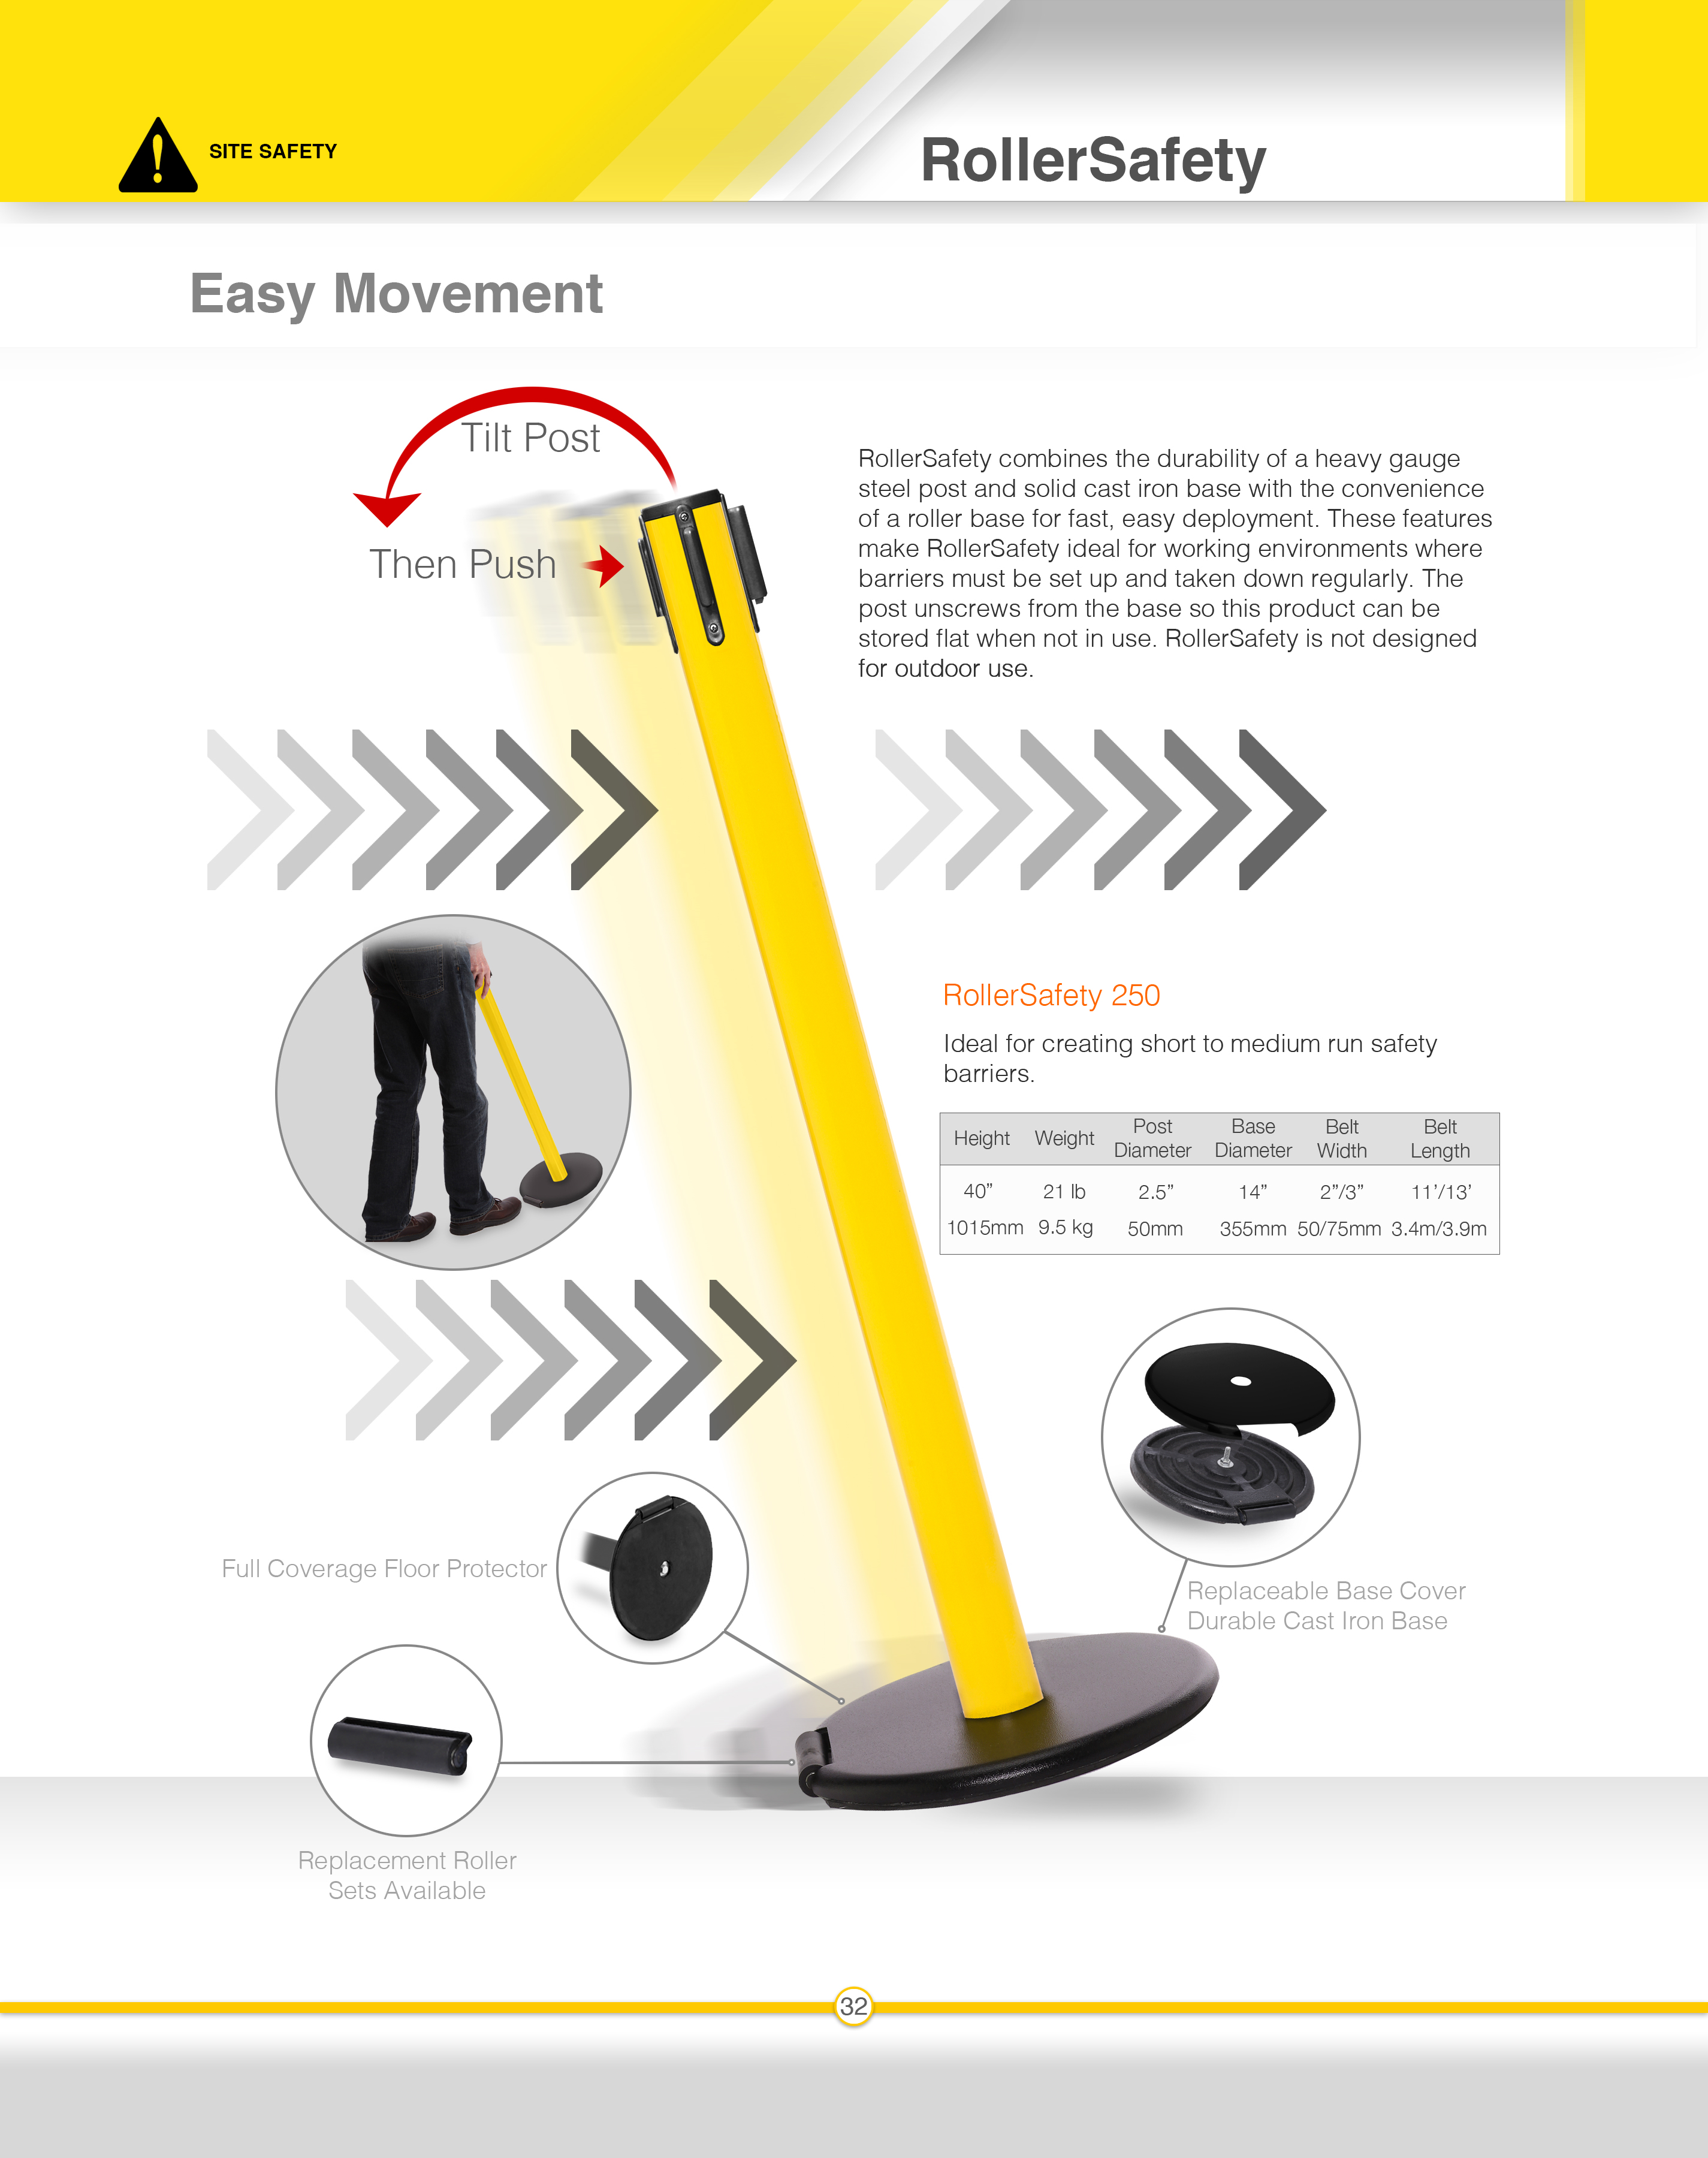 SITE SAFETY
RollerSafety
Easy Movement
Tilt Post
Then Push
RollerSafety combines the durability of a heavy gauge
steel post and solid cast iron base with the convenience
of a roller base for fast, easy deployment. These features
make RollerSafety ideal for working environments where
barriers must be set up and taken down regularly. The
post unscrews from the base so this product can be
stored flat when not in use. RollerSafety is not designed
for outdoor use.
RollerSafety 250
Ideal for creating short to medium run safety
barriers.
Height Weight Post Diameter Base Diameter Belt Width Belt Length
40” 21 lb 2.5” 14” 2”/3” 11’/13’
1015mm 9.5 kg 50mm 355mm 50/75mm 3.4m/3.9m
Full Coverage Floor Protector
Replaceable Base Cover
Durable Cast Iron Base
Replacement Roller
Sets Available
32